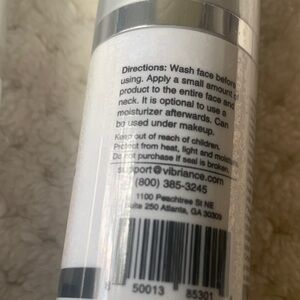 Directions: Wash face before
using. Apply a small amount of
product to the entire face and
neck. It is optional to use a
moisturizer afterwards. Can
be used under makeup.
Keep out of reach of children.
Protect from heat, light and moisture.
Do not purchase if seal is broken.
support@vibriance.com
(800) 385-3245
1100 Peachtree St NE
Suite 250 Atlanta, GA 30309
8 50013 85301